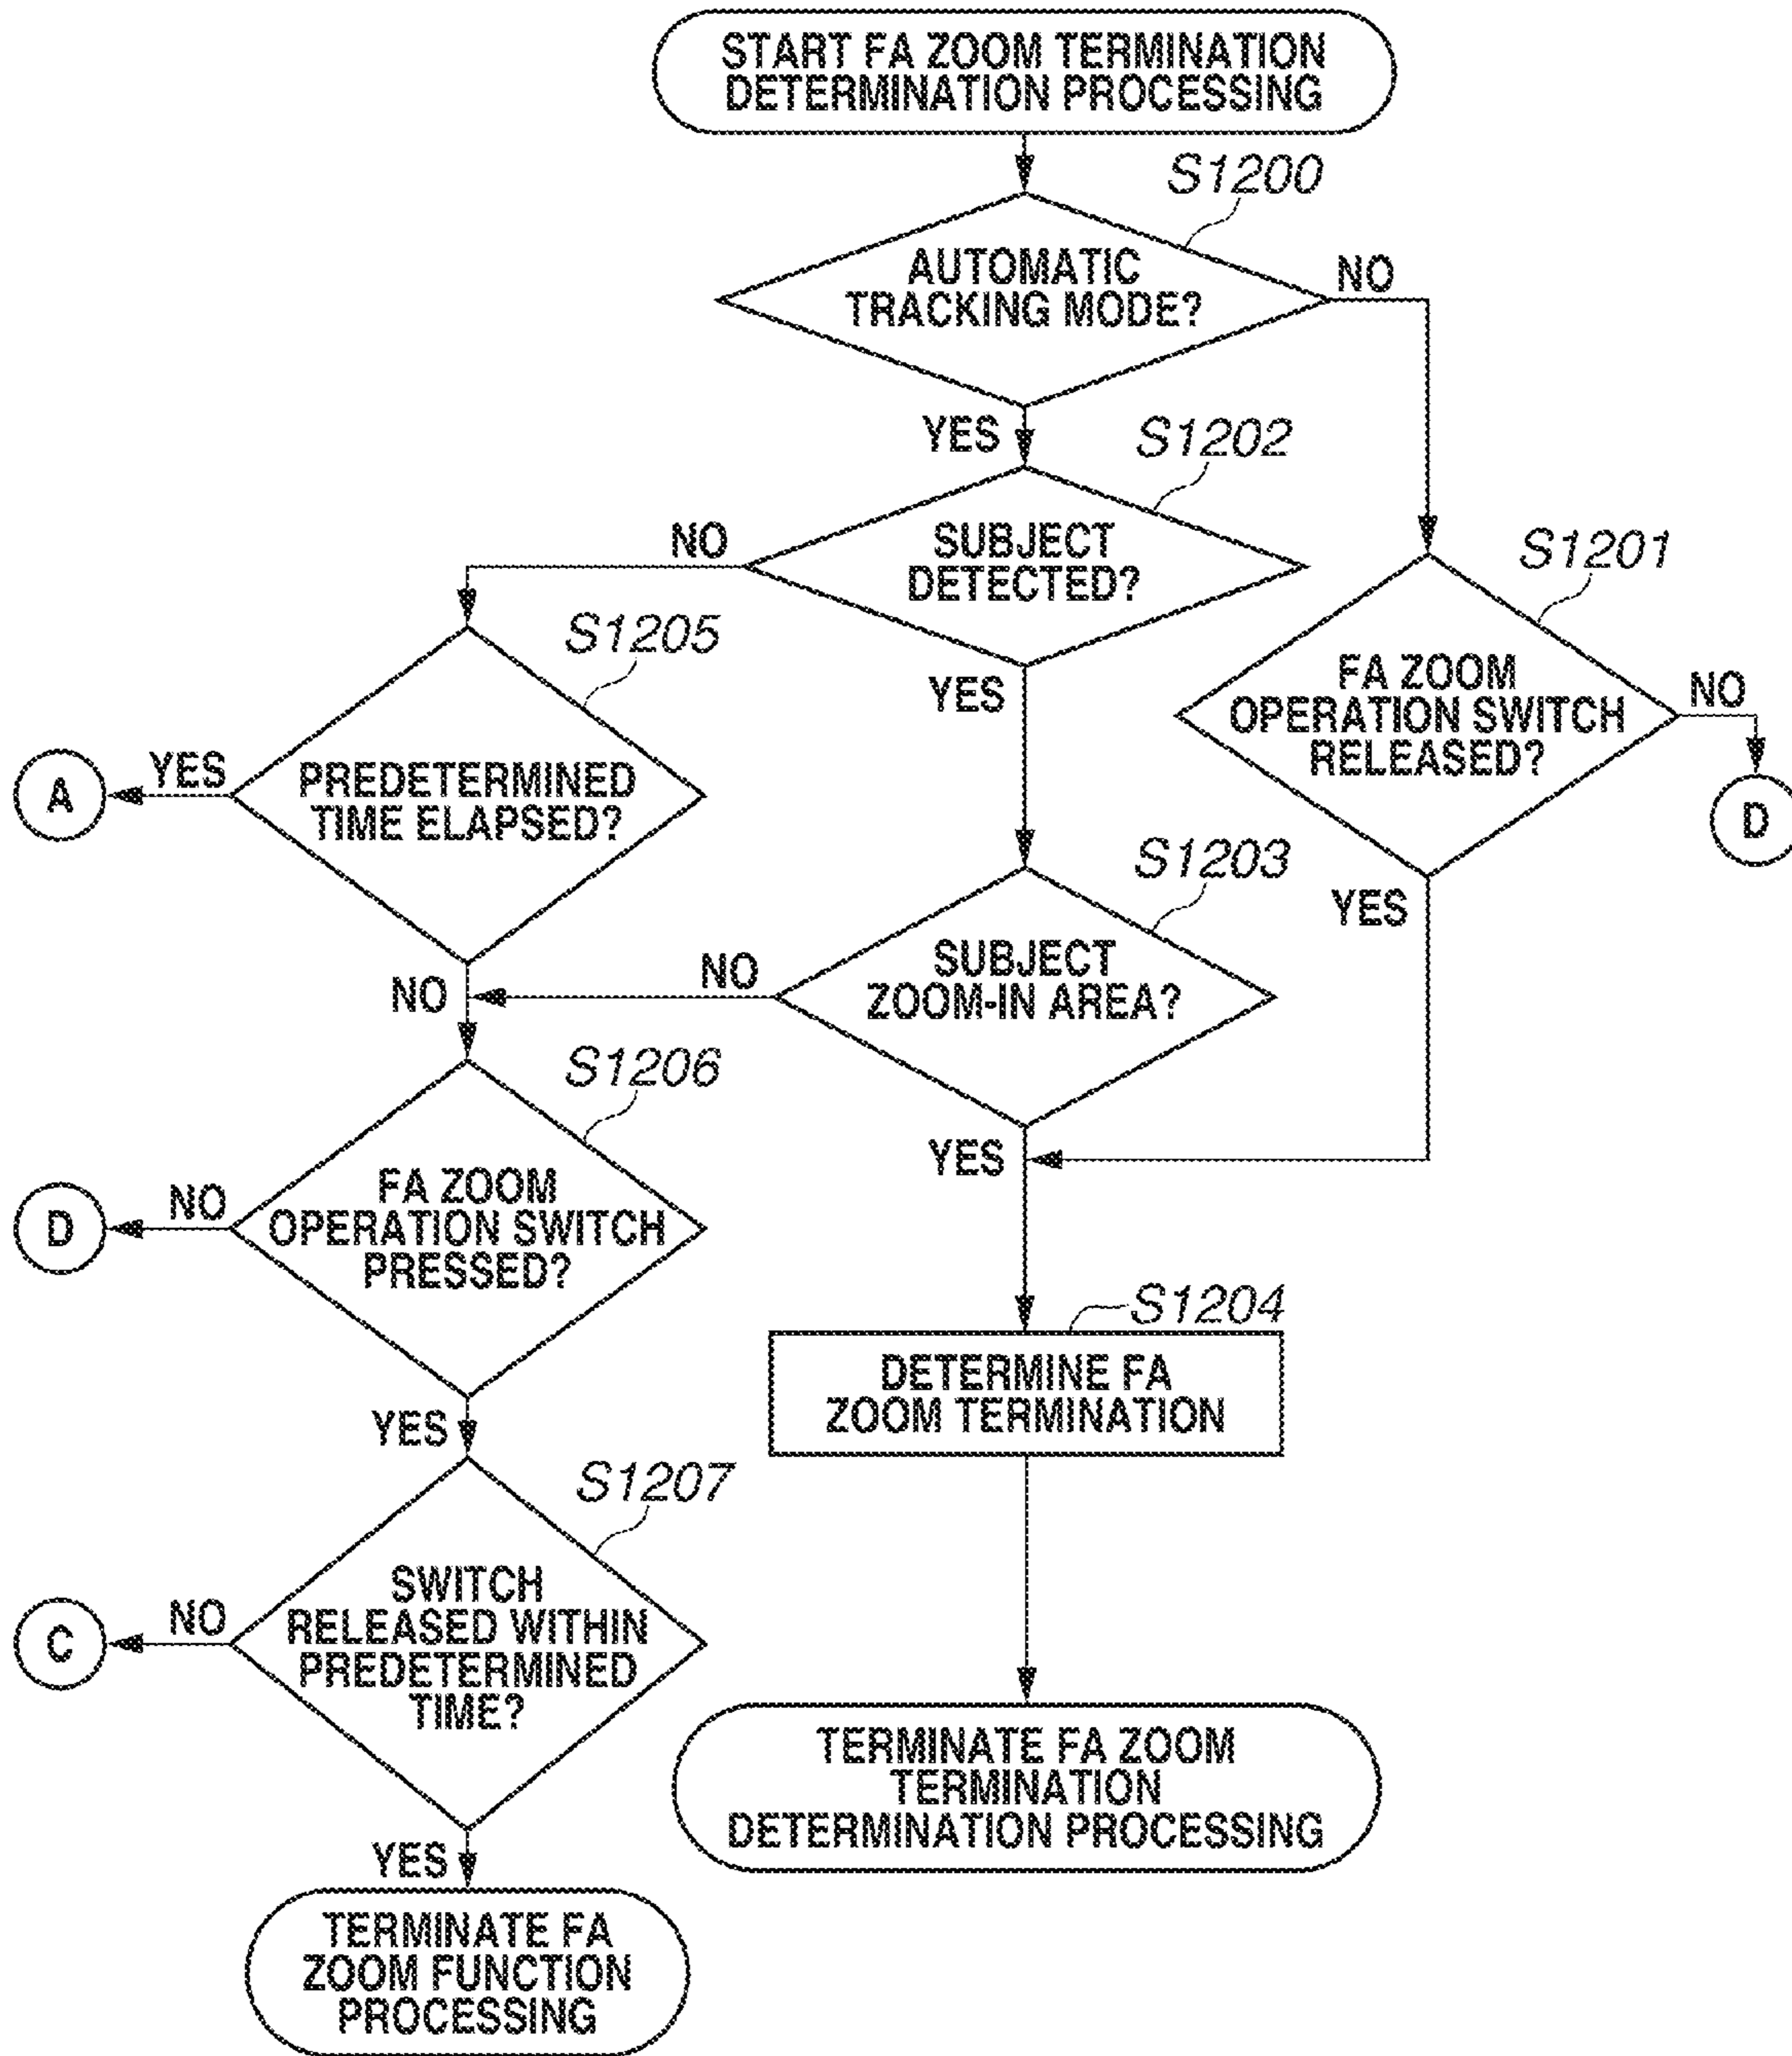 START FA ZOOM TERMINATION
DETERMINATION PROCESSING
S1200
AUTOMATIC
TRACKING MODE?
NO
YES
S1202
SUBJECT
DETECTED?
NO
YES
S1201
FA ZOOM
OPERATION SWITCH
RELEASED?
NO
D
YES
S1205
PREDETERMINED
TIME ELAPSED?
YES
A
NO
S1203
SUBJECT
ZOOM-IN AREA?
NO
YES
S1206
FA ZOOM
OPERATION SWITCH
PRESSED?
NO
D
YES
S1204
DETERMINE FA
ZOOM TERMINATION
S1207
SWITCH
RELEASED WITHIN
PREDETERMINED
TIME?
NO
C
YES
TERMINATE FA ZOOM
TERMINATION
DETERMINATION PROCESSING
TERMINATE FA
ZOOM FUNCTION
PROCESSING